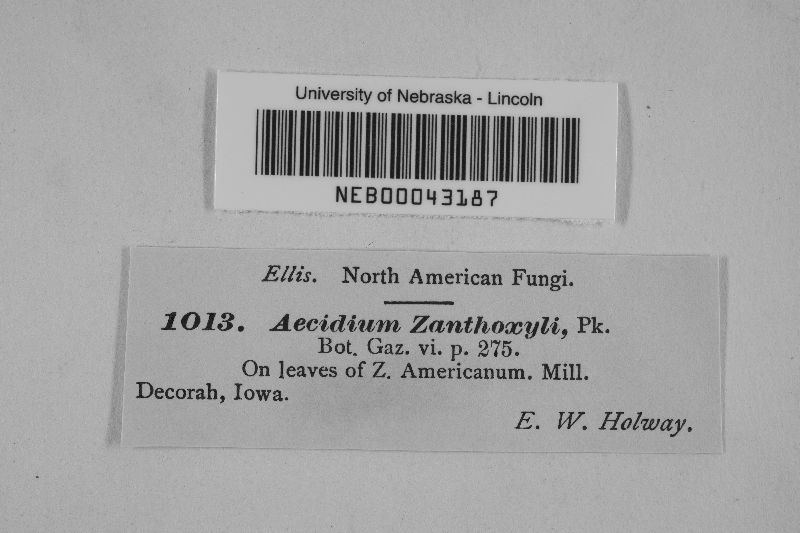 University of Nebraska - Lincoln
NEB00043187
Ellis. North American Fungi.
1013. Aecidium Zanthoxyli, Pk.
Bot. Gaz. vi. p. 275.
On leaves of Z. Americanum. Mill.
Decorah, Iowa.
E. W. Holway.